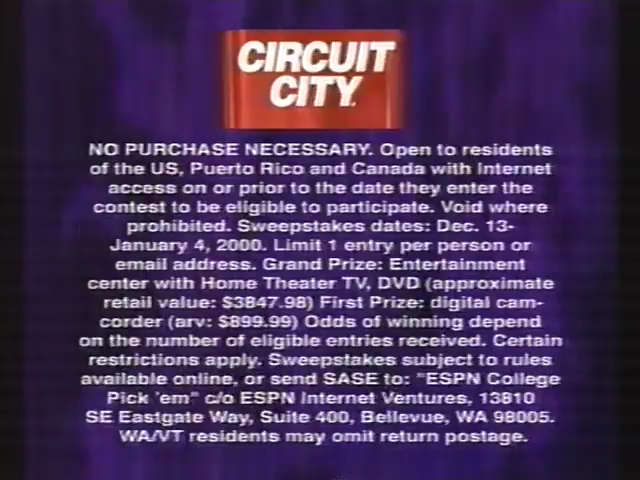 CIRCUIT
CITY
NO PURCHASE NECESSARY. Open to residents
of the US, Puerto Rico and Canada with Internet
access on or prior to the date they enter the
contest to be eligible to participate. Void where
prohibited. Sweepstakes dates: Dec. 13-
January 4, 2000. Limit 1 entry per person or
email address. Grand Prize: Entertainment
center with Home Theater TV, DVD (approximate
retail value: $3847.98) First Prize: digital cam-
corder (arv: $899.99) Odds of winning depend
on the number of eligible entries received. Certain
restrictions apply. Sweepstakes subject to rules
available online, or send SASE to: "ESPN College
Pick 'em" c/o ESPN Internet Ventures, 13810
SE Eastgate Way, Suite 400, Bellevue, WA 98005.
WA/VT residents may omit return postage.